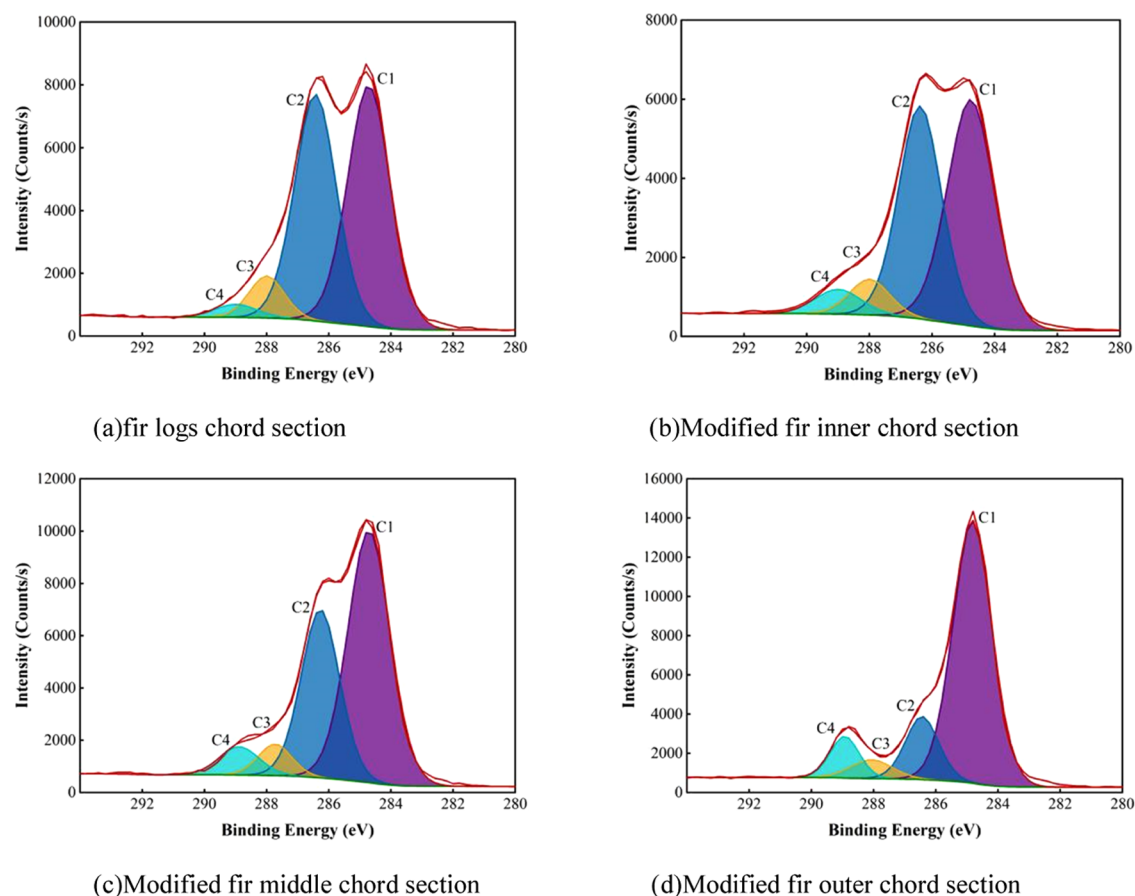 10000
8000
6000
4000
2000
0
Intensity (Counts/s)
C1
C2
C3
C4
292 290 288 286 284 282 280
Binding Energy (eV)
(a)fir logs chord section
8000
6000
4000
2000
0
Intensity (Counts/s)
C1
C2
C3
C4
292 290 288 286 284 282 280
Binding Energy (eV)
(b)Modified fir inner chord section
12000
10000
8000
6000
4000
2000
0
Intensity (Counts/s)
C1
C2
C3
C4
292 290 288 286 284 282 280
Binding Energy (eV)
(c)Modified fir middle chord section
16000
14000
12000
10000
8000
6000
4000
2000
0
Intensity (Counts/s)
C1
C2
C3
C4
292 290 288 286 284 282 280
Binding Energy (eV)
(d)Modified fir outer chord section